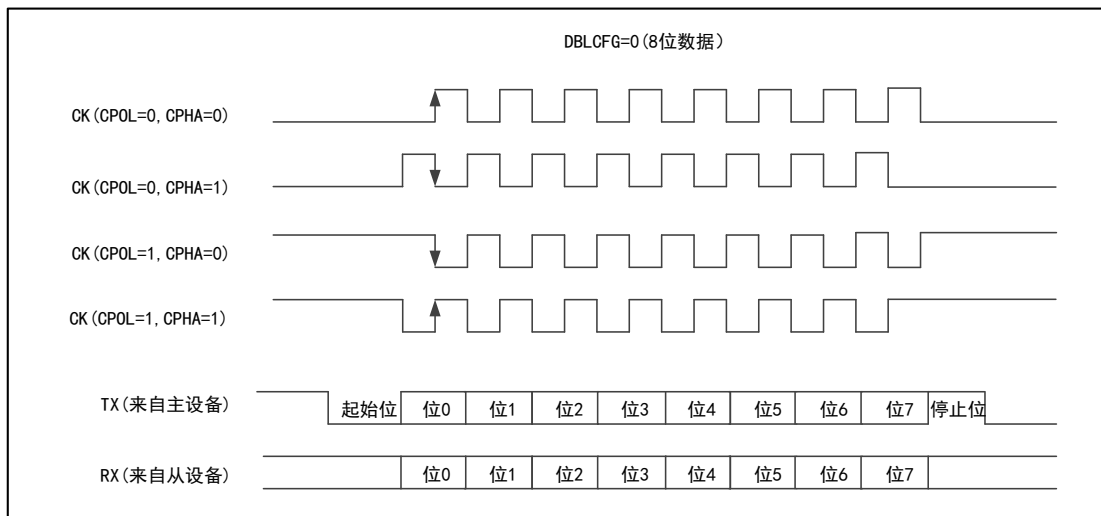 DBLCFG=0(8位数据)
CK(CPOL=0,CPHA=0)
CK(CPOL=0,CPHA=1)
CK(CPOL=1,CPHA=0)
CK(CPOL=1,CPHA=1)
TX(来自主设备) 起始位 位0 位1 位2 位3 位4 位5 位6 位7 停止位
RX(来自从设备) 位0 位1 位2 位3 位4 位5 位6 位7